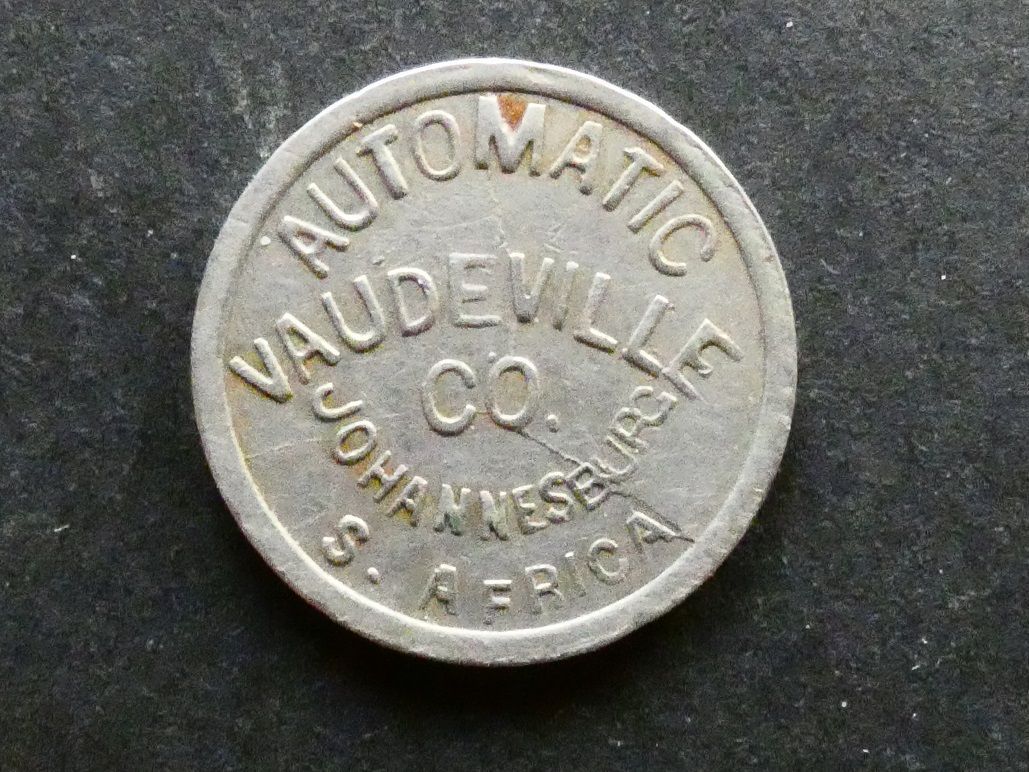 AUTOMATIC
VAUDEVILLE
CO.
JOHANNESBURG
S. AFRICA